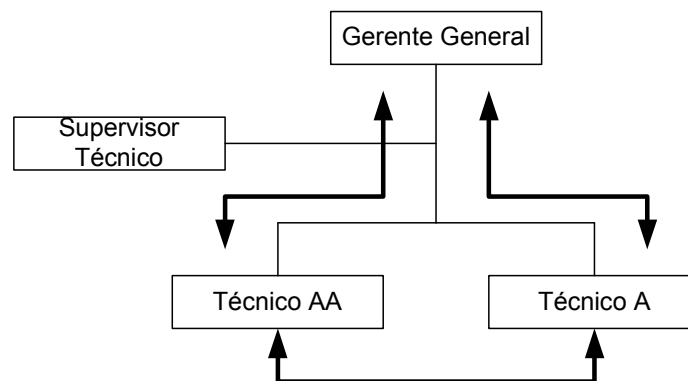 Gerente General
Supervisor
Técnico
Técnico AA
Técnico A